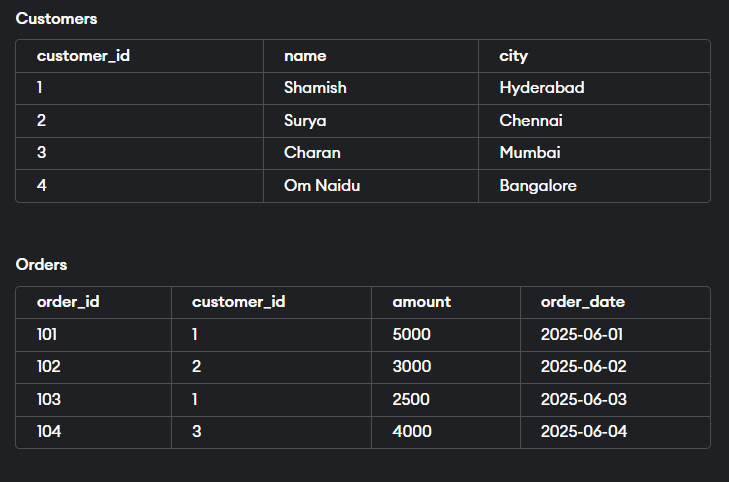 Customers
customer_id name city
1 Shamish Hyderabad
2 Surya Chennai
3 Charan Mumbai
4 Om Naidu Bangalore
Orders
order_id customer_id amount order_date
101 1 5000 2025-06-01
102 2 3000 2025-06-02
103 1 2500 2025-06-03
104 3 4000 2025-06-04